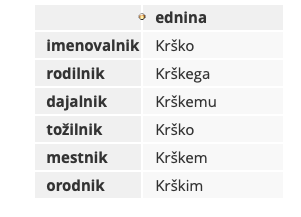 ednina
imenovalnik Krško
rodilnik Krškega
dajalnik Krškemu
tožilnik Krško
mestnik Krškem
orodnik Krškim